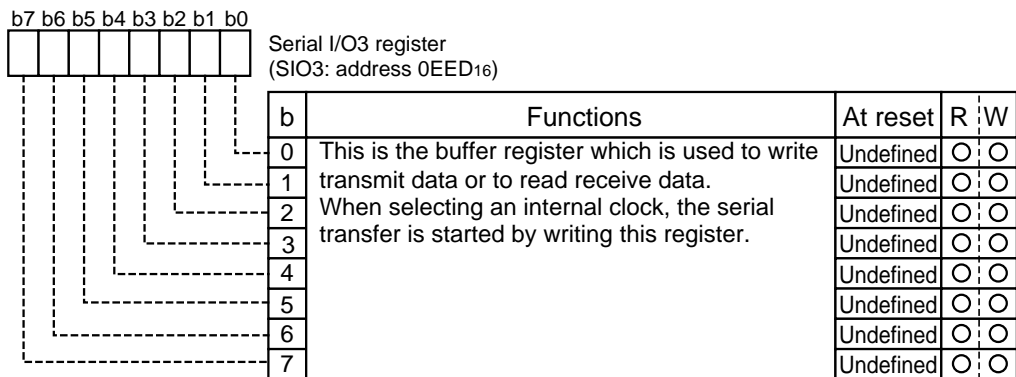 b7 b6 b5 b4 b3 b2 b1 b0
Serial I/O3 register
(SIO3: address 0EED16)
b Functions At reset R W
0 This is the buffer register which is used to write Undefined O O
1 transmit data or to read receive data. Undefined O O
2 When selecting an internal clock, the serial Undefined O O
3 transfer is started by writing this register. Undefined O O
4 Undefined O O
5 Undefined O O
6 Undefined O O
7 Undefined O O